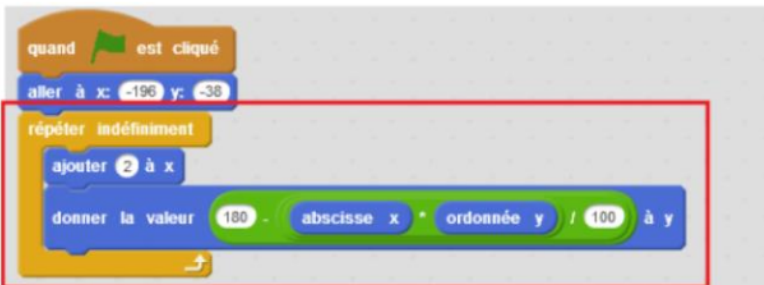 quand est cliqué
aller à x: -196 y: -38
répéter indéfiniment
ajouter 2 à x
donner la valeur 180 - abscisse x * ordonnée y / 100 à y